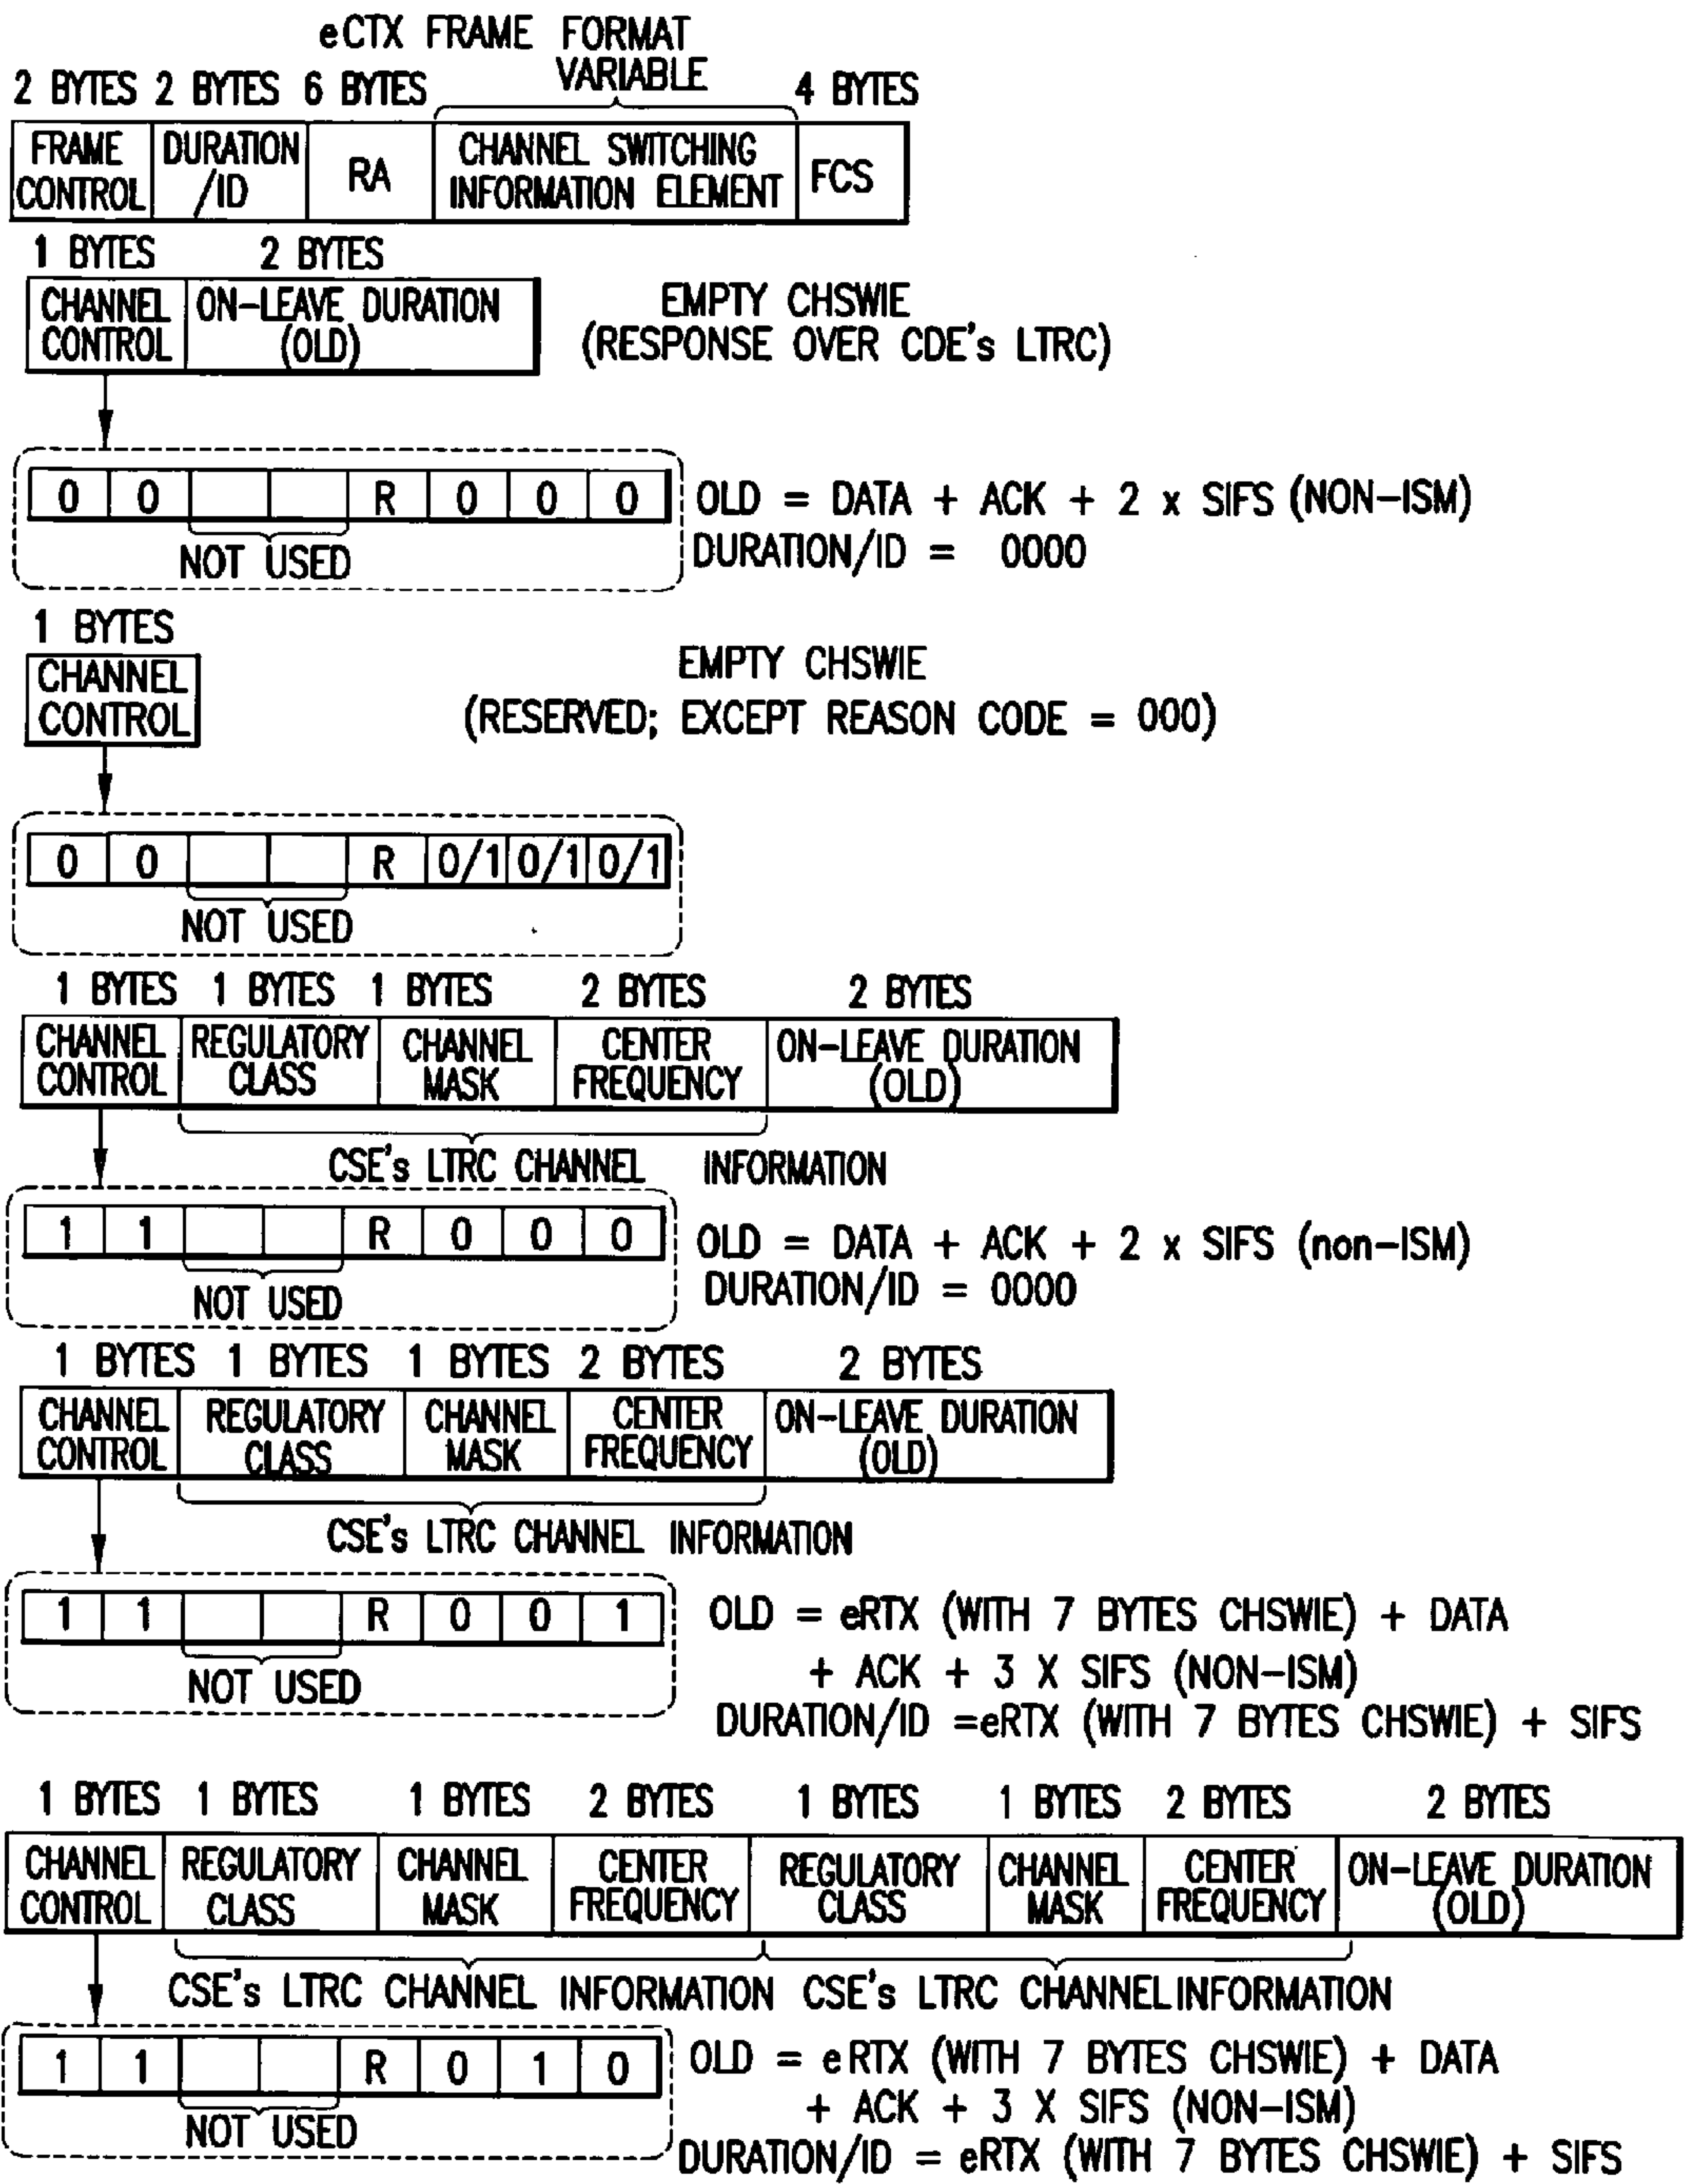 eCTX FRAME FORMAT
VARIABLE
2 BYTES 2 BYTES 6 BYTES 4 BYTES
FRAME CONTROL DURATION /ID RA CHANNEL SWITCHING INFORMATION ELEMENT FCS
1 BYTES 2 BYTES
CHANNEL CONTROL ON-LEAVE DURATION (OLD)
EMPTY CHSWIE
(RESPONSE OVER CDE's LTRC)
0 0 R 0 0 0
NOT USED
OLD = DATA + ACK + 2 x SIFS (NON-ISM)
DURATION/ID = 0000
1 BYTES
CHANNEL CONTROL
EMPTY CHSWIE
(RESERVED; EXCEPT REASON CODE = 000)
0 0 R 0/1 0/1 0/1
NOT USED
1 BYTES 1 BYTES 1 BYTES 2 BYTES 2 BYTES
CHANNEL CONTROL REGULATORY CLASS CHANNEL MASK CENTER FREQUENCY ON-LEAVE DURATION (OLD)
CSE's LTRC CHANNEL INFORMATION
1 1 R 0 0 0
NOT USED
OLD = DATA + ACK + 2 x SIFS (non-ISM)
DURATION/ID = 0000
1 BYTES 1 BYTES 1 BYTES 2 BYTES 2 BYTES
CHANNEL CONTROL REGULATORY CLASS CHANNEL MASK CENTER FREQUENCY ON-LEAVE DURATION (OLD)
CSE's LTRC CHANNEL INFORMATION
1 1 R 0 0 1
NOT USED
OLD = eRTX (WITH 7 BYTES CHSWIE) + DATA
+ ACK + 3 X SIFS (NON-ISM)
DURATION/ID =eRTX (WITH 7 BYTES CHSWIE) + SIFS
1 BYTES 1 BYTES 1 BYTES 2 BYTES 1 BYTES 1 BYTES 2 BYTES 2 BYTES
CHANNEL CONTROL REGULATORY CLASS CHANNEL MASK CENTER FREQUENCY REGULATORY CLASS CHANNEL MASK CENTER FREQUENCY ON-LEAVE DURATION (OLD)
CSE's LTRC CHANNEL INFORMATION CSE's LTRC CHANNEL INFORMATION
1 1 R 0 1 0
NOT USED
OLD = eRTX (WITH 7 BYTES CHSWIE) + DATA
+ ACK + 3 X SIFS (NON-ISM)
DURATION/ID = eRTX (WITH 7 BYTES CHSWIE) + SIFS